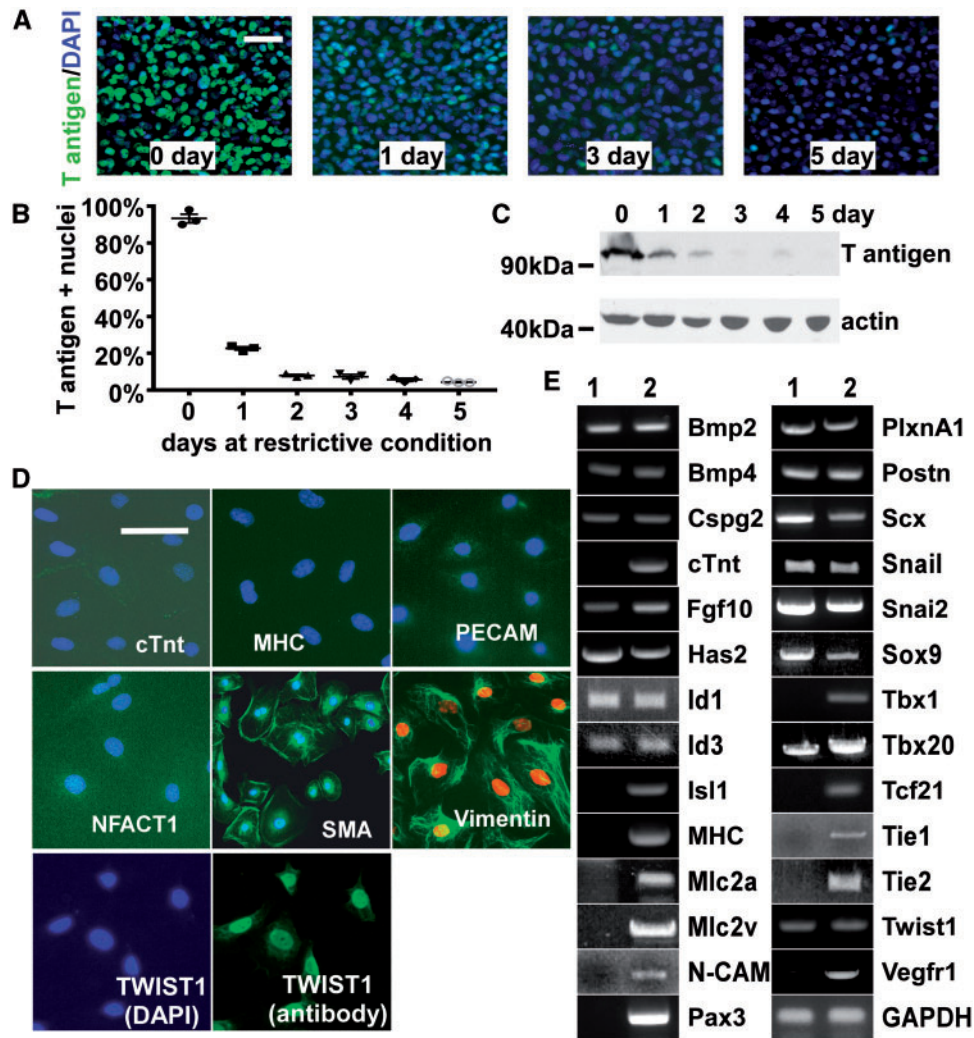 A
T antigen/DAPI
0 day
1 day
3 day
5 day
B
T antigen + nuclei
100%
80%
60%
40%
20%
0%
0 1 2 3 4 5
days at restrictive condition
C
0 1 2 3 4 5 day
90kDa
T antigen
40kDa
actin
D
cTnt
MHC
PECAM
NFACT1
SMA
Vimentin
TWIST1
(DAPI)
TWIST1
(antibody)
E
1 2
Bmp2
Bmp4
Cspg2
cTnt
Fgf10
Has2
Id1
Id3
Isl1
MHC
Mlc2a
Mlc2v
N-CAM
Pax3
1 2
PlxnA1
Postn
Scx
Snail
Snai2
Sox9
Tbx1
Tbx20
Tcf21
Tie1
Tie2
Twist1
Vegfr1
GAPDH